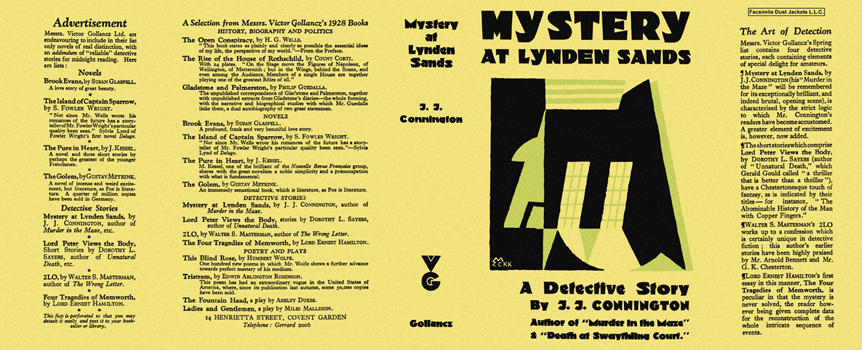 Advertisement
Messrs. Victor Gollancz Ltd. are
endeavouring to include in their list
only novels of real distinction, with
an addendum of "reliable" detective
stories for midnight reading. Here
are lists:
Novels
Brook Evans, by SUSAN GLASPELL.
A love story of great beauty.
The Island of Captain Sparrow,
by S. FOWLER WRIGHT.
"Not since Mr. Wells wrote his
romances of the future has a story-
teller of Mr. Fowler Wright's particular
quality been seen." Sylvia Lynd of
Fowler Wright's first novel Deluge.
The Pure in Heart, by J. KESSEL.
A novel and three short stories by
perhaps the greatest of the younger
Frenchmen.
The Golem, by GUSTAV MEYRINK.
A novel of intense and weird excite-
ment, but literature, as Poe is litera-
ture. A quarter of million copies
have been sold in Germany.
Detective Stories
Mystery at Lynden Sands, by
J. J. CONNINGTON, author of
Murder in the Maze, etc.
Lord Peter Views the Body,
Short Stories by DOROTHY L.
SAYERS, author of Unnatural
Death, etc.
2LO, by WALTER S. MASTERMAN,
author of The Wrong Letter.
Four Tragedies of Memworth,
by LORD ERNEST HAMILTON.
This flap is perforated so that you may
detach it easily and post it to your book-
seller or library.
A Selection from Messrs. Victor Gollancz's 1928 Books
HISTORY, BIOGRAPHY AND POLITICS
The Open Conspiracy, by H. G. WELLS.
"This book states as plainly and clearly as possible the essential ideas
of my life, the perspective of my world."—From the Preface.
The Rise of the House of Rothschild, by COUNT CORTI.
With 24 plates. "On the Stage move the Figures of Napoleon,
of Wellington, of Metternich; but in the Wings, behind the Scene, and
even among the Audience, Members of a Single House are together
playing one of the greatest Rôles of all."
Gladstone and Palmerston, by PHILIP GUEDALLA.
The unpublished correspondence of Gladstone and Palmerston, together
with unpublished extracts from Gladstone's diaries—the whole forming,
with the narrative and biographical studies with which Mr. Guedalla
links them, a dual autobiography of two great statesmen.
NOVELS
Brook Evans, by SUSAN GLASPELL.
A profound, frank and very beautiful love story.
The Island of Captain Sparrow, by S. FOWLER WRIGHT.
"Not since Mr. Wells wrote his romances of the future has a story-
teller of Mr. Fowler Wright's particular quality been seen."—Sylvia
Lynd of Deluge.
The Pure in Heart, by J. KESSEL.
M. Kessel, one of the brilliant of the Nouvelle Revue Française group,
shares with the great novelists a noble simplicity and a preoccupation
with what is fundamental.
The Golem, by GUSTAV MEYRINK.
An immensely sensational book, which is literature, as Poe is literature.
DETECTIVE STORIES
Mystery at Lynden Sands, by J. J. CONNINGTON, author of
Murder in the Maze.
Lord Peter Views the Body, stories by DOROTHY L. SAYERS,
author of Unnatural Death.
2LO, by WALTER S. MASTERMAN, author of The Wrong Letter.
The Four Tragedies of Memworth, by LORD ERNEST HAMILTON.
POETRY AND PLAYS
This Blind Rose, by HUMBERT WOLFE.
One hundred new poems in which Mr. Wolfe shows a further advance
towards perfect mastery of his medium.
Tristram, by EDWIN ARLINGTON ROBINSON.
This poem has had an extraordinary vogue in the United States of
America, where, since its publication last autumn, some 70,000 copies
have been sold.
The Fountain Head, a play by ASHLEY DUKES.
Ladies and Gentlemen, a play by MILES MALLESON.
14 HENRIETTA STREET, COVENT GARDEN
Telephone: Gerrard 2006
Mystery
at
Lynden
Sands
J. J.
Connington
VG
Gollancz
MYSTERY
AT LYNDEN SANDS
A Detective Story
By J. J. CONNINGTON
Author of "Murder in the Maze"
& "Death at Swaythling Court."
Facsimile Dust Jackets L.L.C.
The Art of Detection
Messrs. Victor Gollancz's Spring
list contains four detective
stories, each containing elements
of special delight for amateurs.
¶Mystery at Lynden Sands, by
J. J. CONNINGTON (his "Murder in
the Maze" will be remembered
for its exceptionally brilliant, and
indeed brutal, opening scene), is
characterised by the strict logic
to which Mr. Connington's
readers have become accustomed.
A greater element of excitement
is, however, now added.
¶The short stories which comprise
Lord Peter Views the Body,
by DOROTHY L. SAYERS (author
of "Unnatural Death," which
Gerald Gould called "a thriller
that is better than a thriller"),
have a Chestertonesque touch of
fantasy, as is indicated by their
titles—for instance, "The
Abominable History of the Man
with Copper Fingers."
¶WALTER S. MASTERMAN'S 2LO
works up to a confession which
is certainly unique in detective
fiction; this author's earlier
stories have been highly praised
by Mr. Arnold Bennett and Mr.
G. K. Chesterton.
¶LORD ERNEST HAMILTON'S first
essay in this manner, The Four
Tragedies of Memworth, is
peculiar in that the mystery is
never solved, the reader how-
ever being given complete data
for the reconstruction of the
whole intricate sequence of
events.